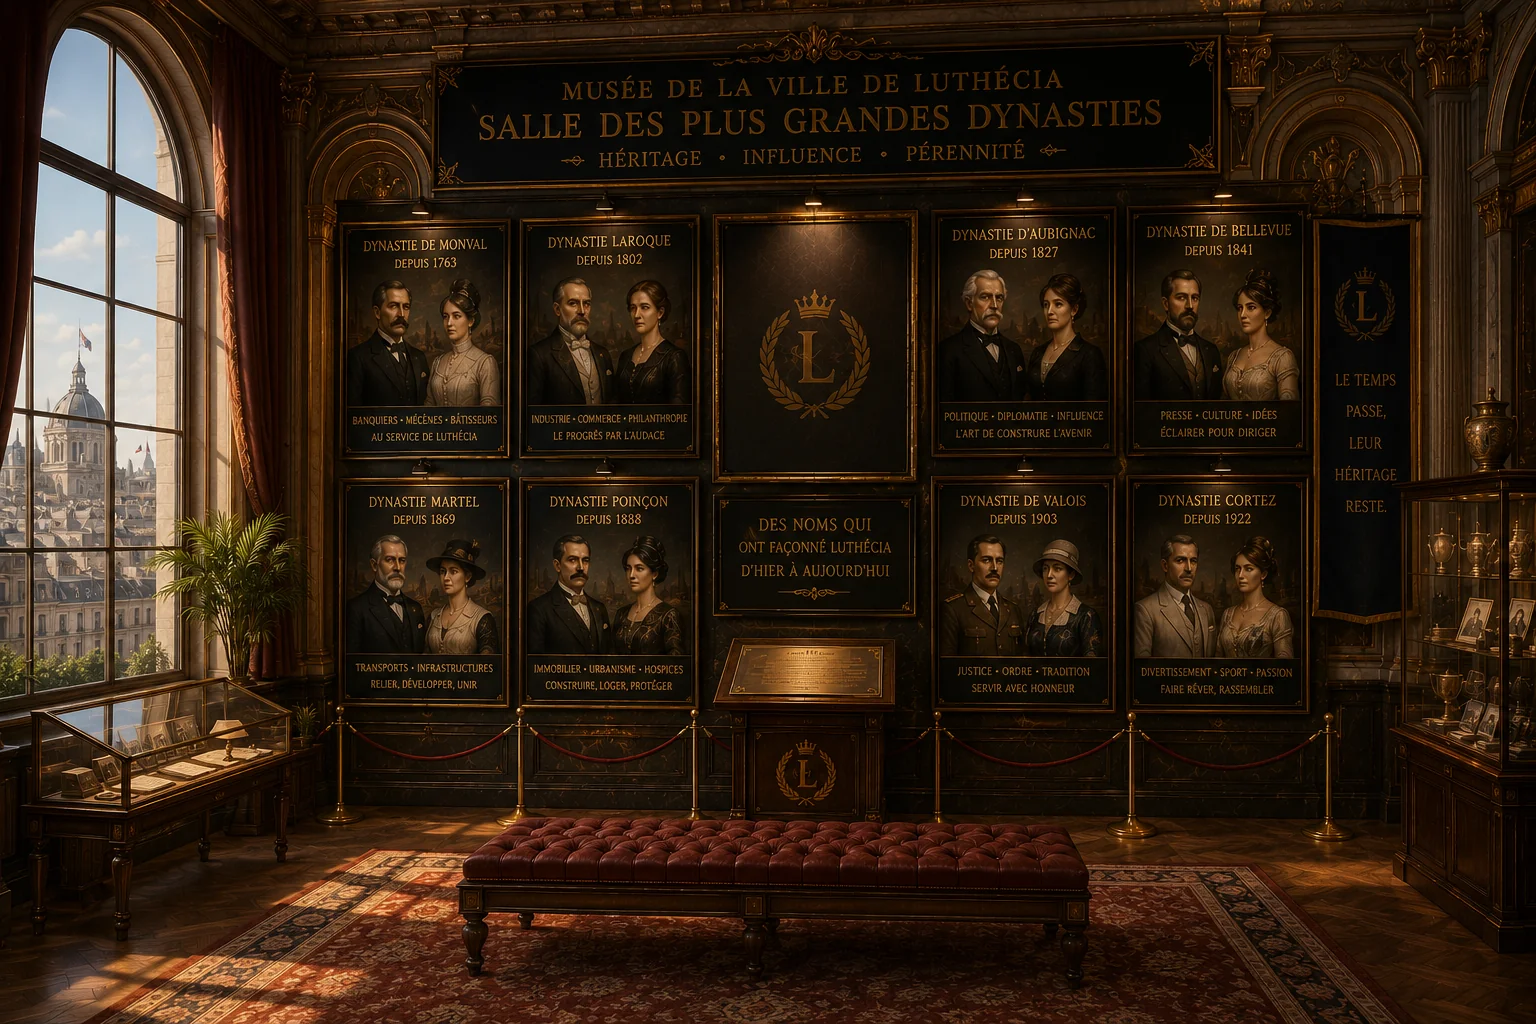 MUSÉE DE LA VILLE DE LUTHÉCIA
SALLE DES PLUS GRANDES DYNASTIES
HÉRITAGE • INFLUENCE • PÉRENNITÉ
DYNASTIE DE MONVAL
DEPUIS 1763
BANQUIERS • MÉCÈNES • BÂTISSEURS
AU SERVICE DE LUTHÉCIA
DYNASTIE LAROQUE
DEPUIS 1802
INDUSTRIE • COMMERCE • PHILANTHROPIE
LE PROGRÈS PAR L'AUDACE
L
DYNASTIE D'AUBIGNAC
DEPUIS 1827
POLITIQUE • DIPLOMATIE • INFLUENCE
L'ART DE CONSTRUIRE L'AVENIR
DYNASTIE DE BELLEVUE
DEPUIS 1841
PRESSE • CULTURE • IDÉES
ÉCLAIRER POUR DIRIGER
L
LE TEMPS
PASSE,
LEUR
HÉRITAGE
RESTE.
DYNASTIE MARTEL
DEPUIS 1869
TRANSPORTS • INFRASTRUCTURES
RELIER, DÉVELOPPER, UNIR
DYNASTIE POINÇON
DEPUIS 1888
IMMOBILIER • URBANISME • HOSPICES
CONSTRUIRE, LOGER, PROTÉGER
DES NOMS QUI
ONT FAÇONNÉ LUTHÉCIA
D'HIER À AUJOURD'HUI
DYNASTIE DE VALOIS
DEPUIS 1903
JUSTICE • ORDRE • TRADITION
SERVIR AVEC HONNEUR
DYNASTIE CORTEZ
DEPUIS 1922
DIVERTISSEMENT • SPORT • PASSION
FAIRE RÊVER, RASSEMBLER
L